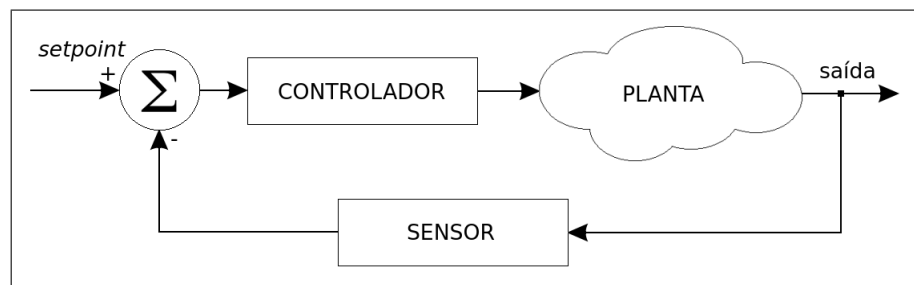 setpoint
+
Σ
-
CONTROLADOR
PLANTA
saída
SENSOR